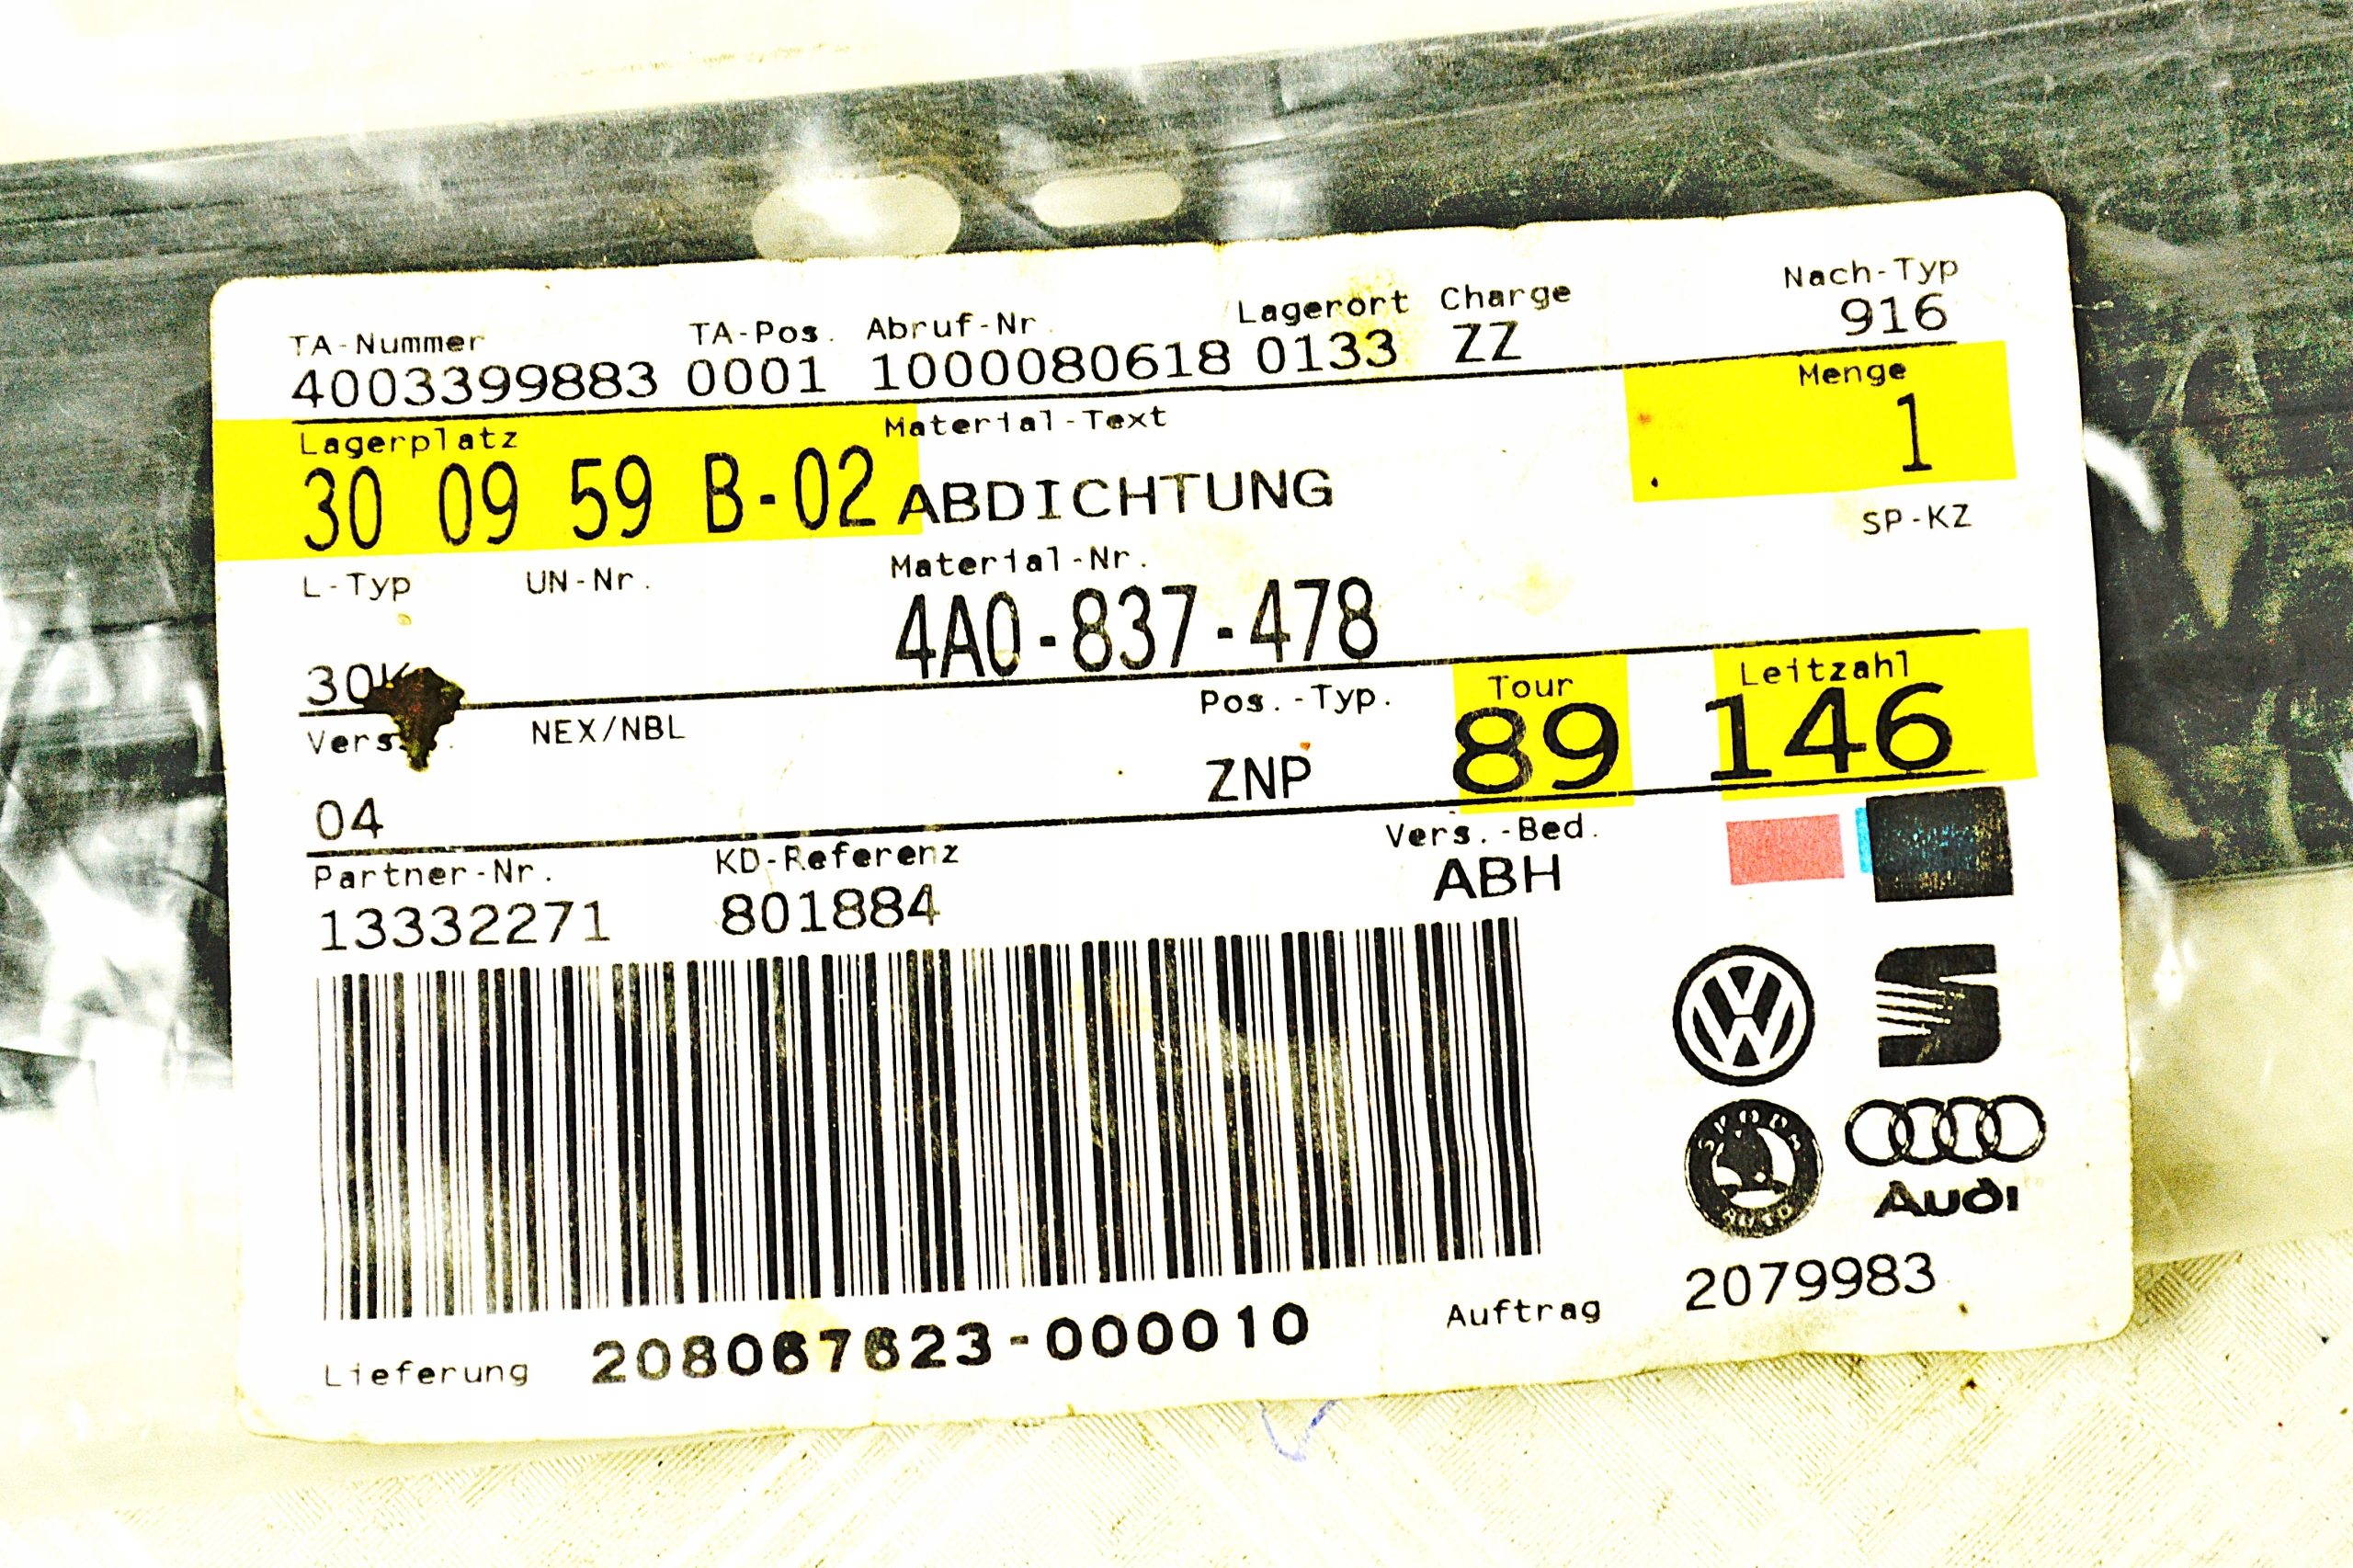 TA-Nummer TA-Pos. Abruf-Nr. Lagerort Charge Nach-Typ
4003399883 0001 1000080618 0133 ZZ 916
Lagerplatz Material-Text Menge
30 09 59 B-02 ABDICHTUNG 1
L-Typ UN-Nr. Material-Nr. SP-KZ
4A0-837-478
NEX/NBL Pos.-Typ. Tour Leitzahl
04 ZNP 89 146
Partner-Nr. KD-Referenz Vers.-Bed.
13332271 801884 ABH
SKODA
AUTO
Audi
Lieferung 208067623-000010 Auftrag 2079983